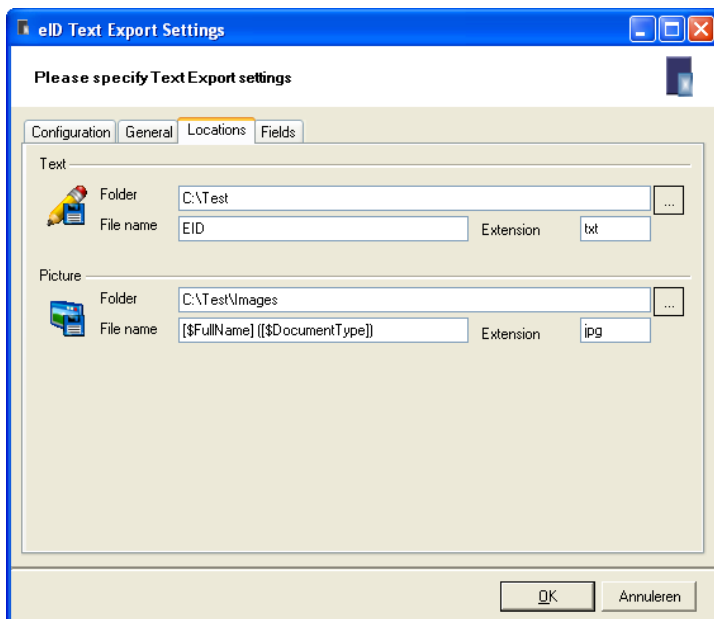 eID Text Export Settings
Please specify Text Export settings
Configuration General Locations Fields
Text
Folder C:\Test ...
File name EID Extension txt
Picture
Folder C:\Test\Images ...
File name [$FullName] ([$DocumentType]) Extension jpg
OK Annuleren